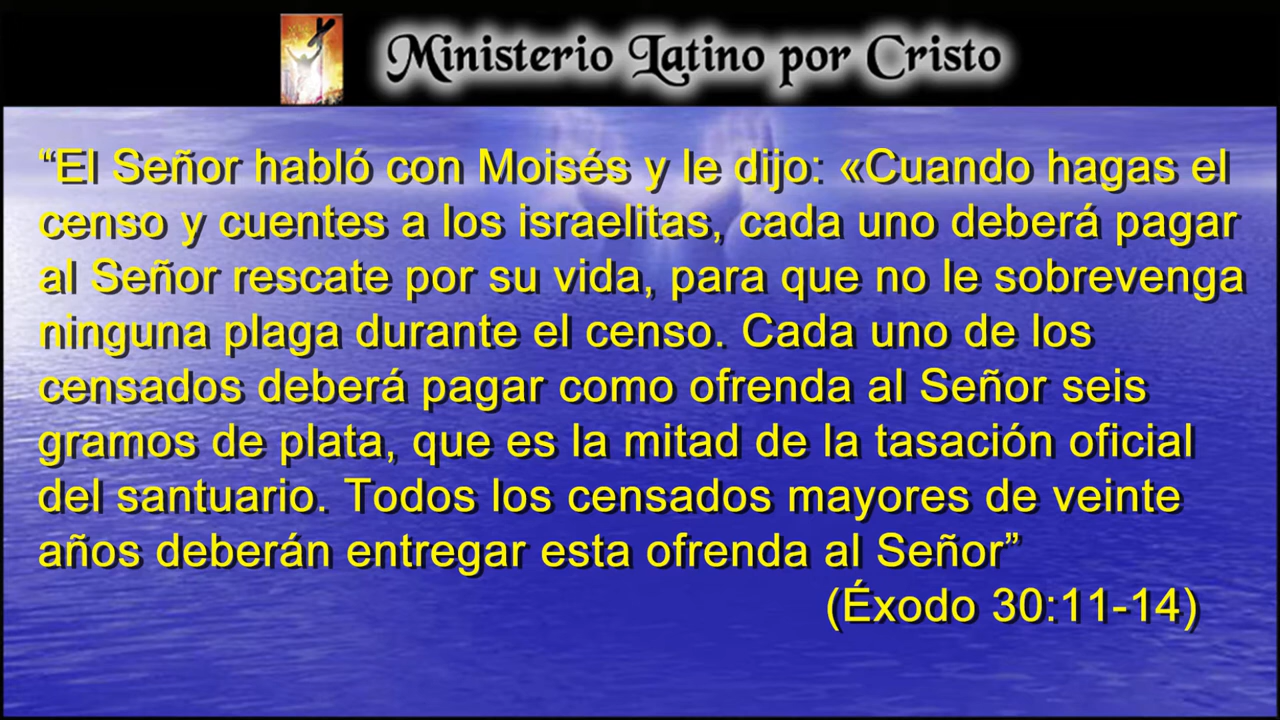 Ministerio Latino por Cristo
“El Señor habló con Moisés y le dijo: «Cuando hagas el
censo y cuentes a los israelitas, cada uno deberá pagar
al Señor rescate por su vida, para que no le sobrevenga
ninguna plaga durante el censo. Cada uno de los
censados deberá pagar como ofrenda al Señor seis
gramos de plata, que es la mitad de la tasación oficial
del santuario. Todos los censados mayores de veinte
años deberán entregar esta ofrenda al Señor”
(Éxodo 30:11-14)